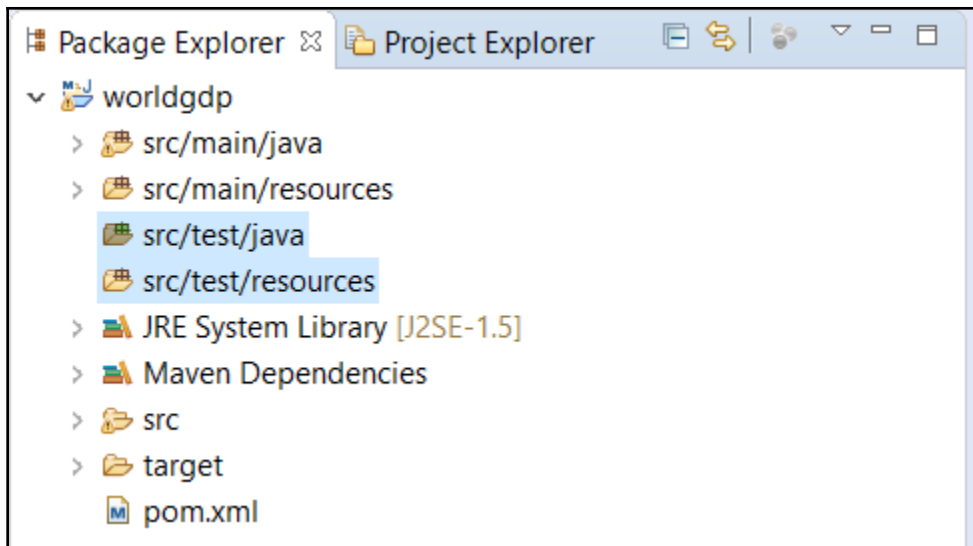 Package Explorer Project Explorer
worldgdp
src/main/java
src/main/resources
src/test/java
src/test/resources
JRE System Library [J2SE-1.5]
Maven Dependencies
src
target
pom.xml